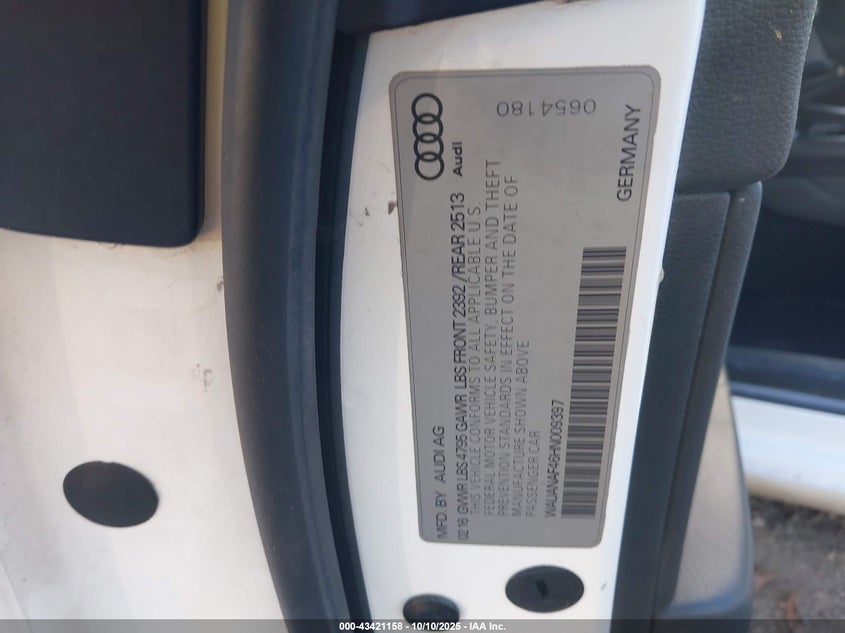 MFD. BY AUDI AG
0216 GVWR LBS 4795 GAWR LBS FRONT 2392 /REAR 2513
THIS VEHICLE CONFORMS TO ALL APPLICABLE U S
FEDERAL MOTOR VEHICLE SAFETY, BUMPER AND THEFT
PREVENTION STANDARDS IN EFFECT ON THE DATE OF
MANUFACTURE SHOWN ABOVE
PASSENGER CAR
WAUANAF46HN009397
Audi
0654180
GERMANY
000-43421158 - 10/10/2025 - IAA Inc.